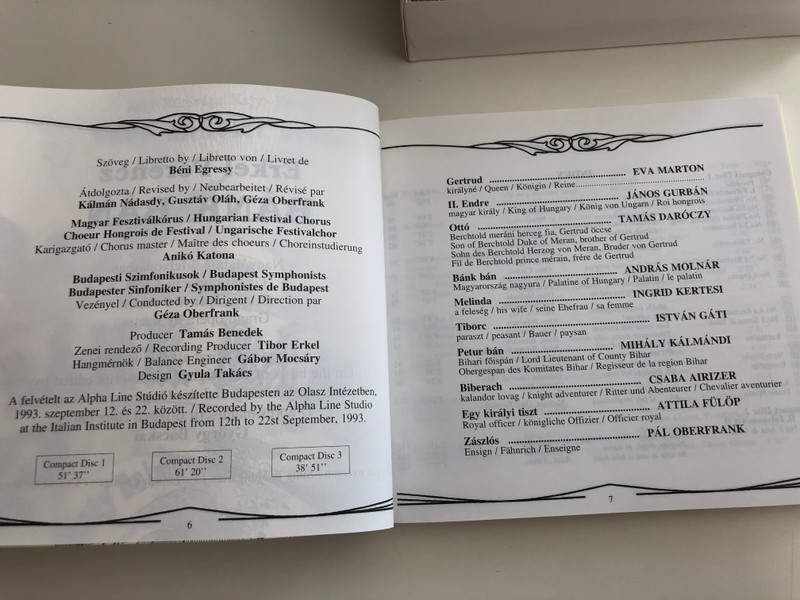 Szöveg / Libretto by / Libretto von / Livret de
Béni Egressy
Átdolgozta / Revised by / Neubearbeitet / Révisé par
Kálmán Nádasdy, Gusztáv Oláh, Géza Oberfrank
Magyar Fesztiválkórus / Hungarian Festival Chorus
Choeur Hongrois de Festival / Ungarische Festivalchor
Karigazgató / Chorus master / Maître des choeurs / Choreinstudierung
Anikó Katona
Budapesti Szimfonikusok / Budapest Symphonists
Budapester Sinfoniker / Symphonistes de Budapest
Vezényel / Conducted by / Dirigent / Direction par
Géza Oberfrank
Producer Tamás Benedek
Zenei rendező / Recording Producer Tibor Erkel
Hangmérnök / Balance Engineer Gábor Mocsáry
Design Gyula Takács
A felvételt az Alpha Line Stúdió készítette Budapesten az Olasz Intézetben,
1993. szeptember 12. és 22. között. / Recorded by the Alpha Line Studio
at the Italian Institute in Budapest from 12th to 22st September, 1993.
Compact Disc 1
51' 37''
Compact Disc 2
61' 20''
Compact Disc 3
38' 51''
6
Gertrud ........ EVA MARTON
királyné / Queen / Königin / Reine
II. Endre ........ JÁNOS GURBÁN
magyar király / King of Hungary / König von Ungarn / Roi hongrois
Ottó ........ TAMÁS DARÓCZY
Berchtold meráni herceg fia, Gertrud öccse
Son of Berchtold Duke of Meran, brother of Gertrud
Sohn des Berchtold Herzog von Meran, Bruder von Gertrud
Fil de Berchtold prince mérain, frére de Gertrud
Bánk bán ........ ANDRÁS MOLNÁR
Magyarország nagyura / Palatine of Hungary / Palatin / le palatin
Melinda ........ INGRID KERTESI
a feleség / his wife / seine Ehefrau / sa femme
Tiborc ........ ISTVÁN GÁTI
paraszt / peasant / Bauer / paysan
Petur bán ........ MIHÁLY KÁLMÁNDI
Bihari főispán / Lord Lieutenant of County Bihar
Obergespan des Komitates Bihar / Regisseur de la region Bihar
Biberach ........ CSABA AIRIZER
kalandor lovag / knight adventurer / Ritter und Abenteurer / Chevalier aventurier
Egy királyi tiszt ........ ATTILA FÜLÖP
Royal officer / königliche Offizier / Officier royal
Zászlós ........ PÁL OBERFRANK
Ensign / Fähnrich / Enseigne
7